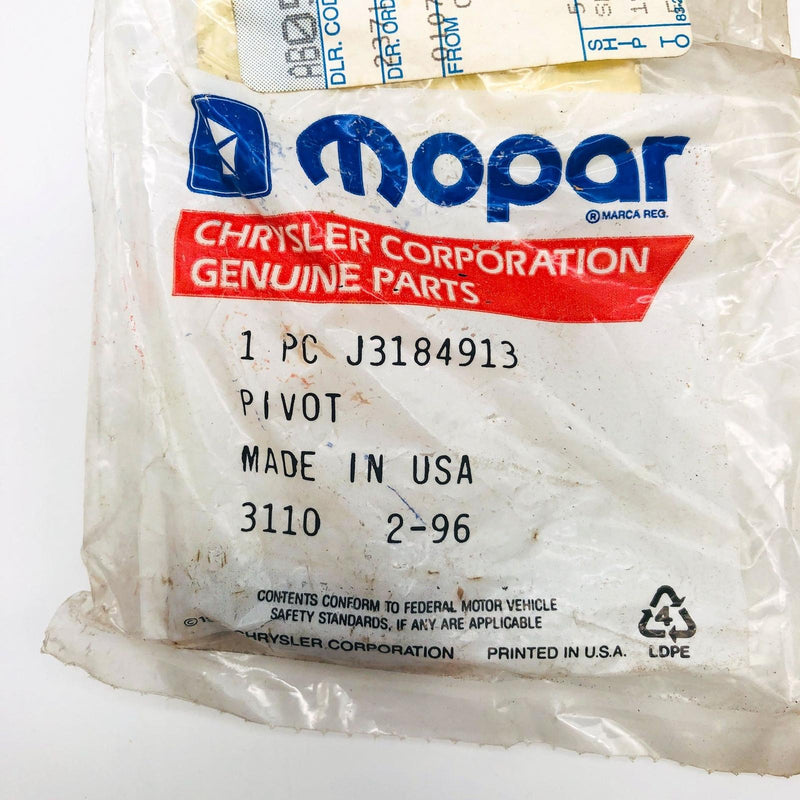 DLR. COD
DLR. ORD
FROM
SHIP
TO
mopar
® MARCA REG.
CHRYSLER CORPORATION
GENUINE PARTS
1 PC J3184913
PIVOT
MADE IN USA
3110 2-96
CONTENTS CONFORM TO FEDERAL MOTOR VEHICLE
SAFETY STANDARDS, IF ANY ARE APPLICABLE
© CHRYSLER CORPORATION PRINTED IN U.S.A.
4
LDPE